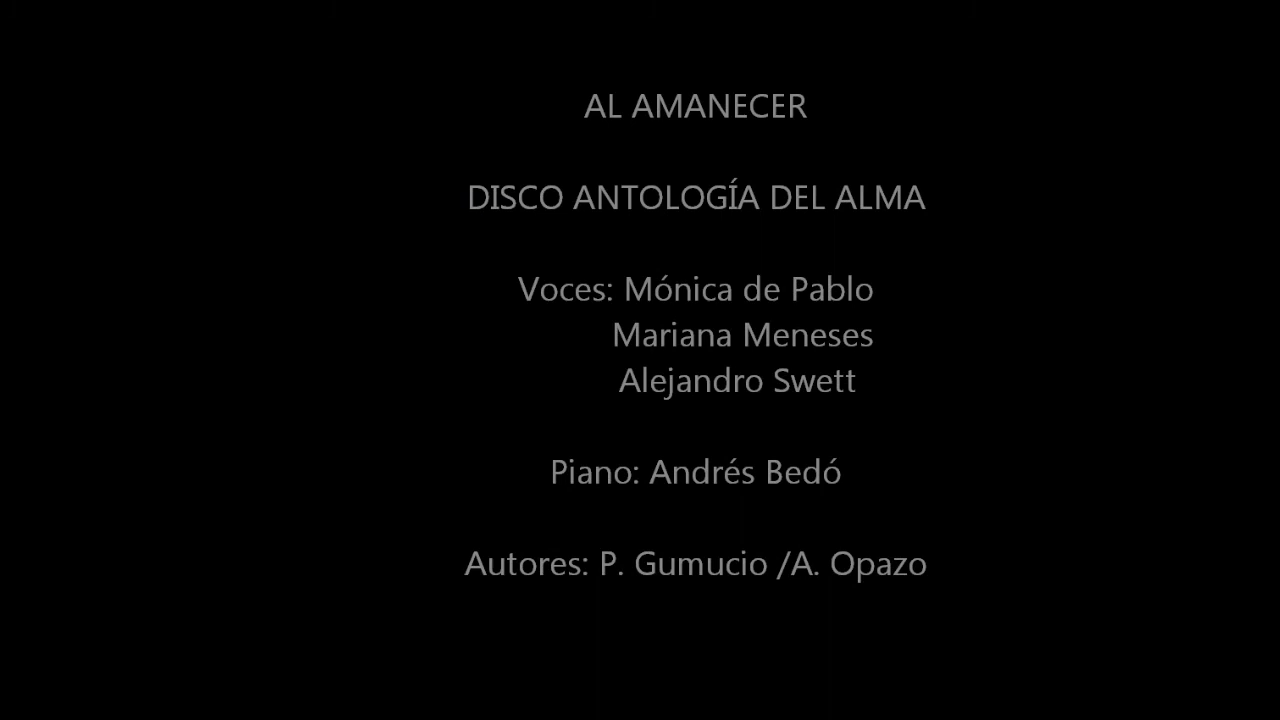 AL AMANECER
DISCO ANTOLOGÍA DEL ALMA
Voces: Mónica de Pablo
Mariana Meneses
Alejandro Swett
Piano: Andrés Bedó
Autores: P. Gumucio /A. Opazo